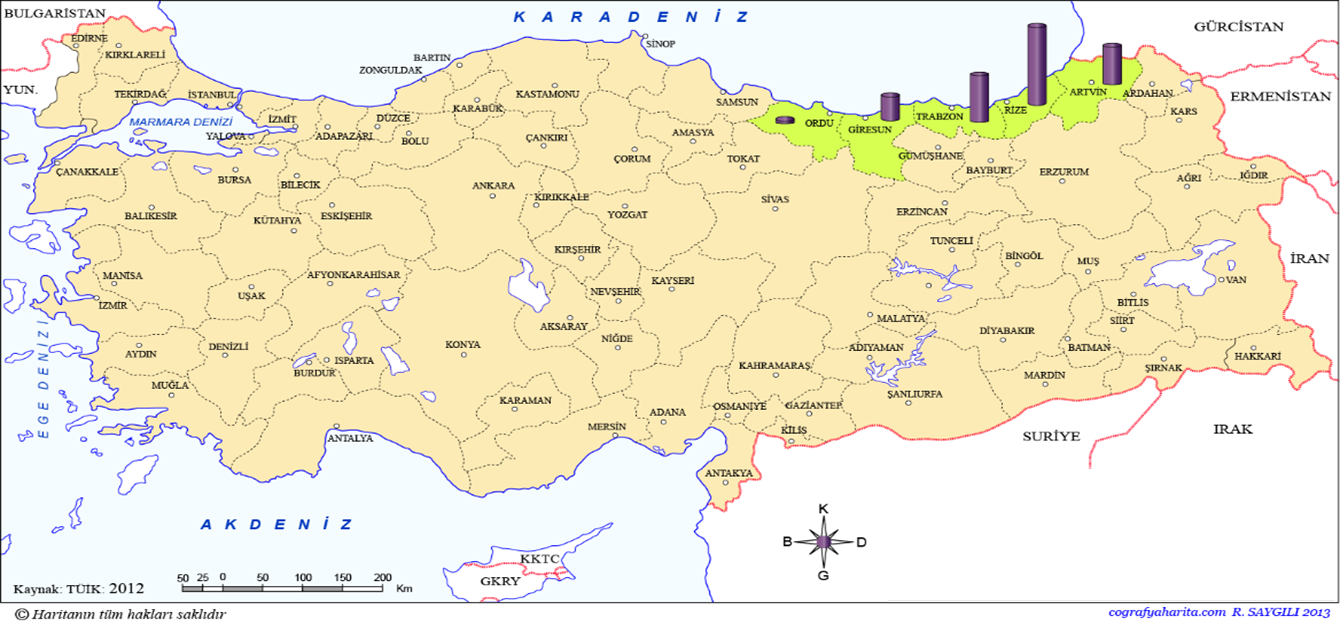 BULGARİSTAN
K A R A D E N İ Z
GÜRCİSTAN
EDİRNE
KIRKLARELİ
SİNOP
BARTIN
ZONGULDAK
YUN.
TEKİRDAĞ
İSTANBUL
KASTAMONU
SAMSUN
ARTVİN
ARDAHAN
ERMENİSTAN
MARMARA DENİZİ
İZMİT
DÜZCE
KARABÜK
ORDU
GİRESUN
TRABZON
RİZE
KARS
YALOVA
ADAPAZARI
BOLU
ÇANKIRI
AMASYA
ÇORUM
TOKAT
GÜMÜŞHANE
BAYBURT
ERZURUM
ÇANAKKALE
BURSA
BİLECİK
ANKARA
KIRIKKALE
SİVAS
AĞRI
IĞDIR
BALIKESİR
KÜTAHYA
ESKİŞEHİR
YOZGAT
ERZİNCAN
KIRŞEHİR
TUNCELİ
BİNGÖL
MUŞ
İRAN
MANİSA
UŞAK
AFYONKARAHİSAR
NEVŞEHİR
KAYSERİ
VAN
İZMİR
BİTLİS
AKSARAY
MALATYA
SİİRT
EGE DENİZİ
AYDIN
DENİZLİ
ISPARTA
BURDUR
KONYA
NİĞDE
ADIYAMAN
DİYABAKIR
BATMAN
HAKKARİ
MUĞLA
KAHRAMARAŞ
MARDİN
ŞIRNAK
KARAMAN
ADANA
OSMANİYE
GAZİANTEP
ŞANLIURFA
ANTALYA
MERSİN
KİLİS
SURİYE
IRAK
ANTAKYA
A K D E N İ Z
K
B
D
G
KKTC
GKRY
Kaynak: TÜİK: 2012
50 25 0 50 100 150 200
Km
© Haritanın tüm hakları saklıdır
cografyaharita.com R. SAYGILI 2013